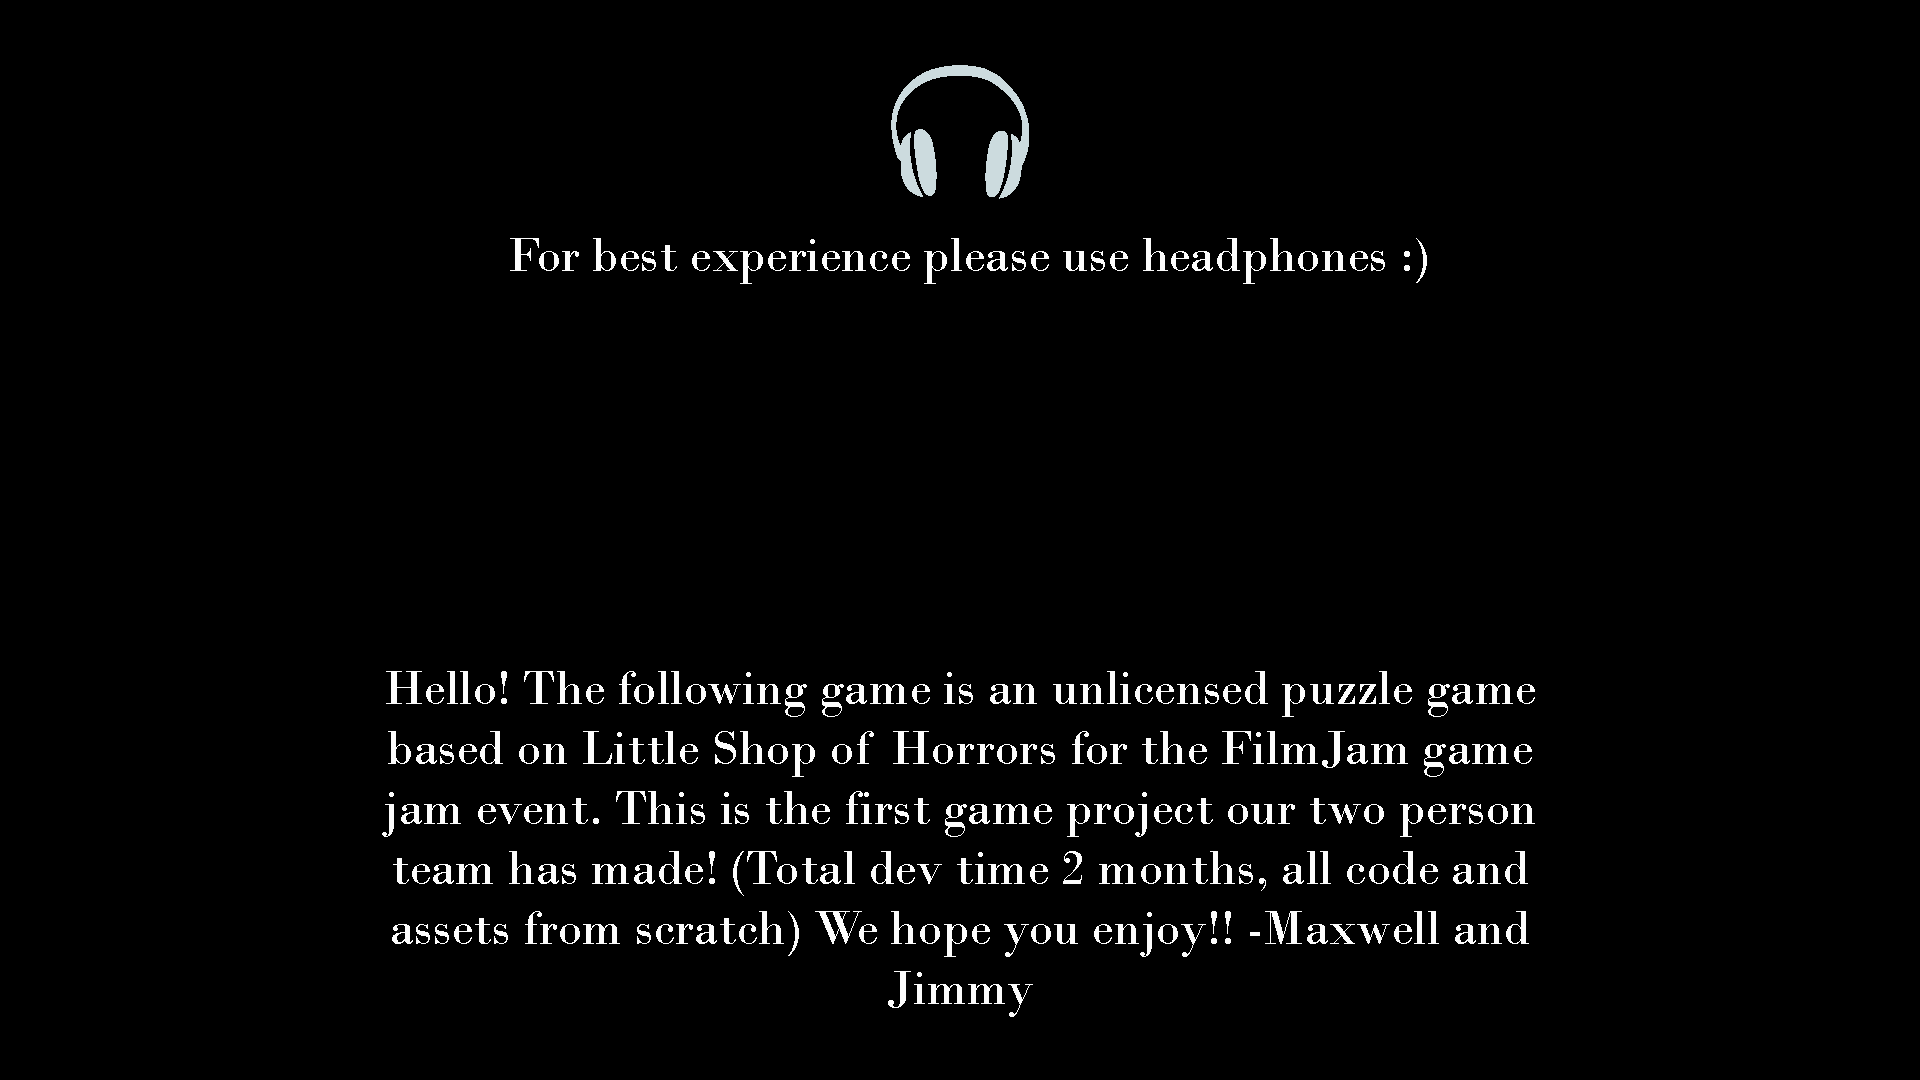 For best experience please use headphones :)
Hello! The following game is an unlicensed puzzle game
based on Little Shop of Horrors for the FilmJam game
jam event. This is the first game project our two person
team has made! (Total dev time 2 months, all code and
assets from scratch) We hope you enjoy!! -Maxwell and
Jimmy